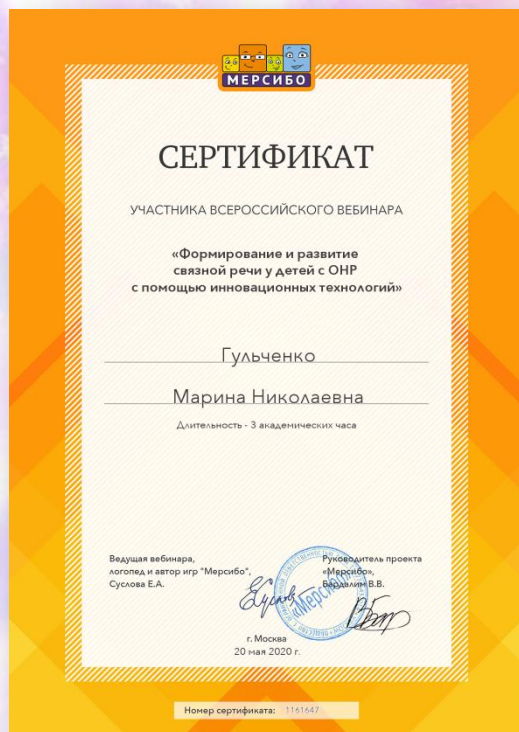 МЕРСИБО
СЕРТИФИКАТ
УЧАСТНИКА ВСЕРОССИЙСКОГО ВЕБИНАРА
«Формирование и развитие
связной речи у детей с ОНР
с помощью инновационных технологий»
Гульченко
Марина Николаевна
Длительность - 3 академических часа
Ведущая вебинара,
логопед и автор игр "Мерсибо",
Суслова Е.А.
Руководитель проекта
«Мерсибо»,
Бардалим В.В.
«Мерсибо»
г. Москва
20 мая 2020 г.
Номер сертификата: 1161647